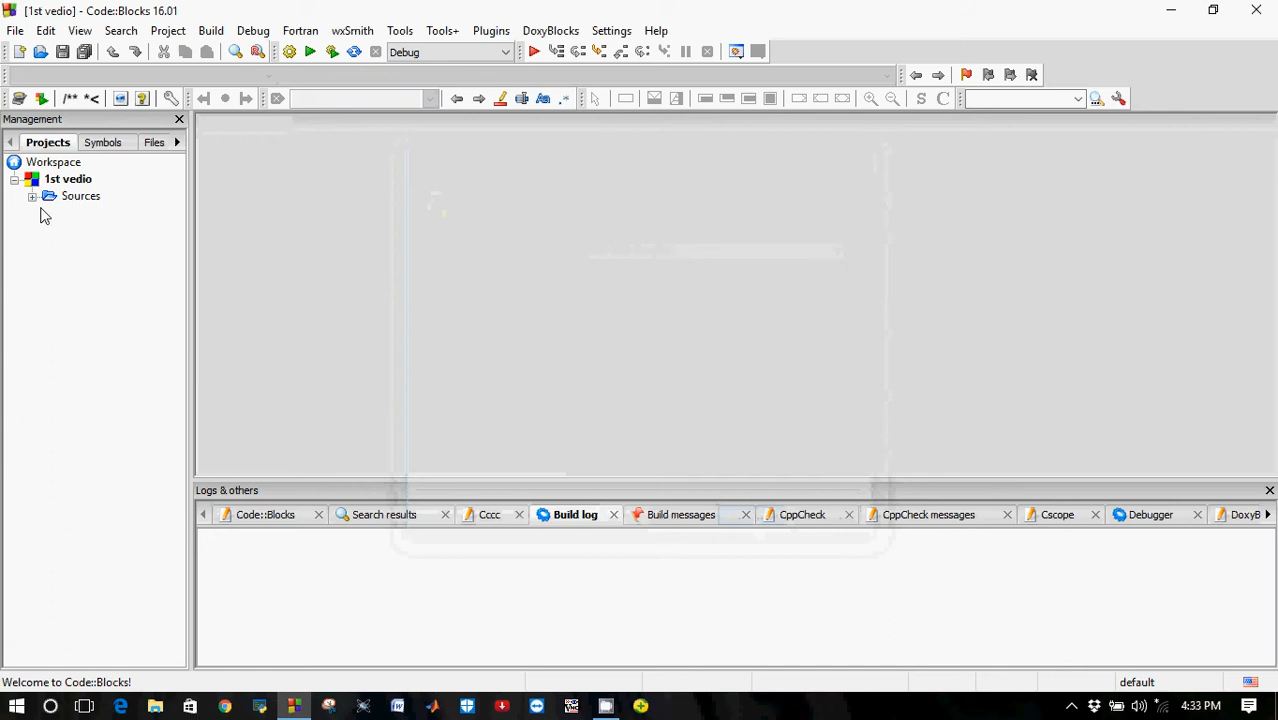 [1st vedio] - Code::Blocks 16.01
File Edit View Search Project Build Debug Fortran wxSmith Tools Tools+ Plugins DoxyBlocks Settings Help
Debug
/** *<
.*
S C
Management
Projects Symbols Files
Workspace
1st vedio
Sources
Logs & others
Code::Blocks Search results Cccc Build log Build messages CppCheck CppCheck messages Cscope Debugger DoxyB
Welcome to Code::Blocks! default
4:33 PM